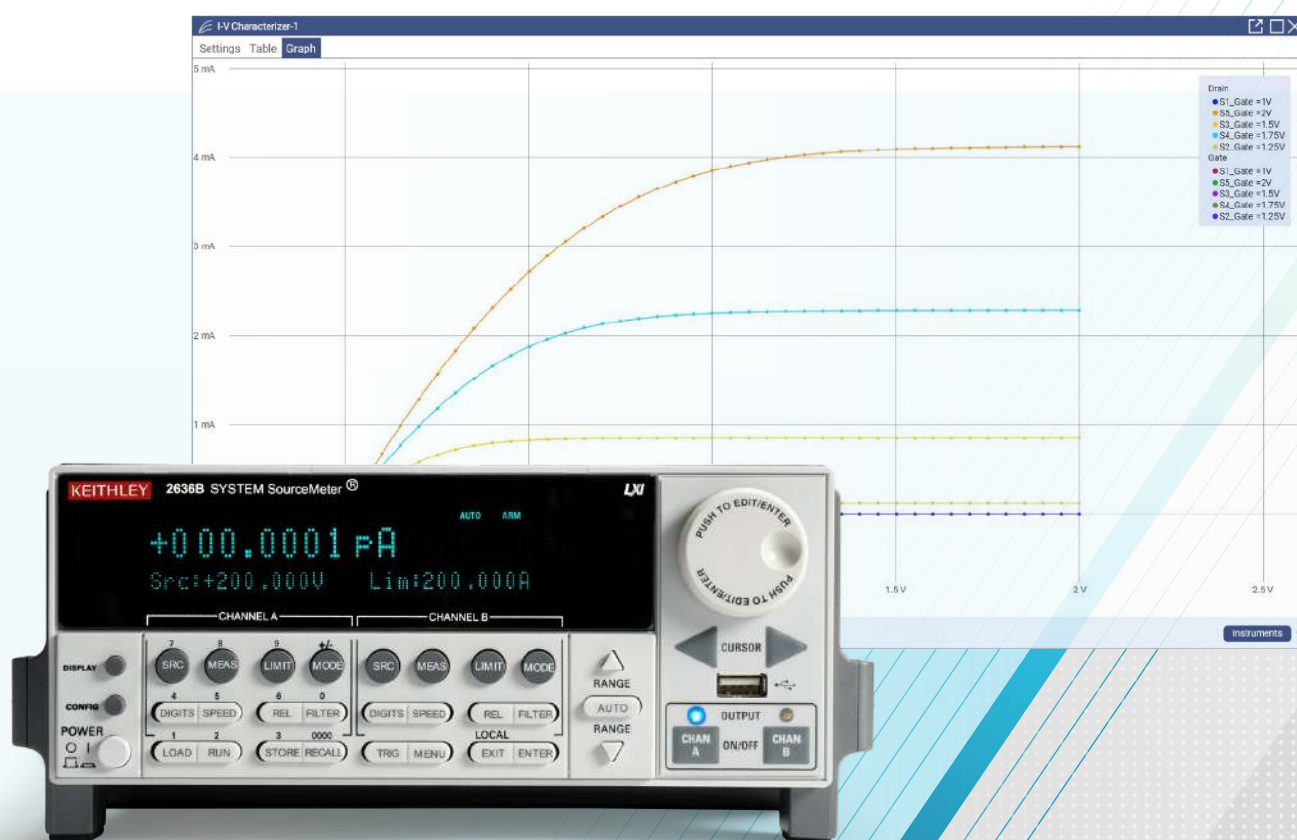 I-V Characterizer-1
Settings Table Graph
5 mA
4 mA
3 mA
2 mA
1 mA
Drain
S1_Gate =1V
S5_Gate =2V
S3_Gate =1.5V
S4_Gate =1.75V
S2_Gate =1.25V
Gate
S1_Gate =1V
S5_Gate =2V
S3_Gate =1.5V
S4_Gate =1.75V
S2_Gate =1.25V
1.5 V 2 V 2.5 V
Instruments
KEITHLEY 2636B SYSTEM SourceMeter ® LXI
AUTO ARM
+000.0001 pA
Src:+200.000V Lim:200.000A
CHANNEL A CHANNEL B
7 8 9 +/-
DISPLAY SRC MEAS LIMIT MODE SRC MEAS LIMIT MODE
4 5 6 0
CONFIG DIGITS SPEED REL FILTER DIGITS SPEED REL FILTER
1 2 3 0000 LOCAL
POWER LOAD RUN STORE RECALL TRIG MENU EXIT ENTER
O I
RANGE
AUTO
RANGE
PUSH TO EDIT/ENTER
PUSH TO EDIT/ENTER
CURSOR
OUTPUT
CHAN A ON/OFF CHAN B